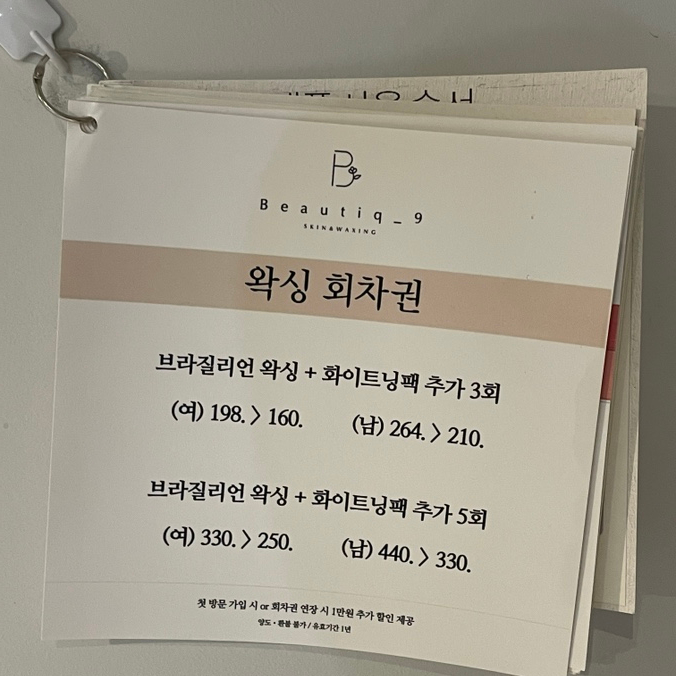 Beautiq_9
SKIN&WAXING
왁싱 회차권
브라질리언 왁싱 + 화이트닝팩 추가 3회
(여) 198. > 160. (남) 264. > 210.
브라질리언 왁싱 + 화이트닝팩 추가 5회
(여) 330. > 250. (남) 440. > 330.
첫 방문 가입 시 or 회차권 연장 시 1만원 추가 할인 제공
양도・환불 불가 / 유효기간 1년